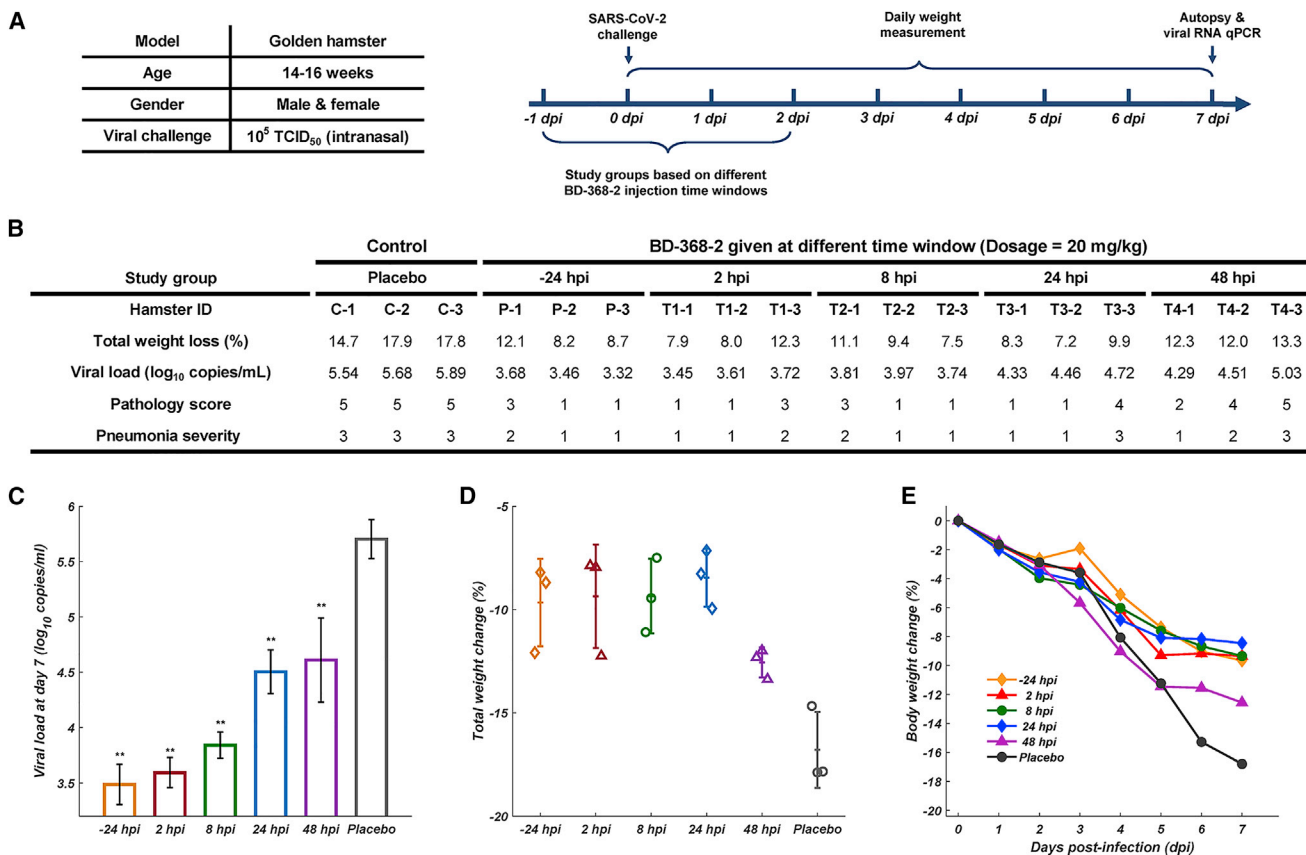 A
Model Golden hamster
Age 14-16 weeks
Gender Male & female
Viral challenge 10⁵ TCID₅₀ (intranasal)
SARS-CoV-2
challenge
Daily weight
measurement
Autopsy &
viral RNA qPCR
-1 dpi 0 dpi 1 dpi 2 dpi 3 dpi 4 dpi 5 dpi 6 dpi 7 dpi
Study groups based on different
BD-368-2 injection time windows
B
Control BD-368-2 given at different time window (Dosage = 20 mg/kg)
Study group Placebo -24 hpi 2 hpi 8 hpi 24 hpi 48 hpi
Hamster ID C-1 C-2 C-3 P-1 P-2 P-3 T1-1 T1-2 T1-3 T2-1 T2-2 T2-3 T3-1 T3-2 T3-3 T4-1 T4-2 T4-3
Total weight loss (%) 14.7 17.9 17.8 12.1 8.2 8.7 7.9 8.0 12.3 11.1 9.4 7.5 8.3 7.2 9.9 12.3 12.0 13.3
Viral load (log₁₀ copies/mL) 5.54 5.68 5.89 3.68 3.46 3.32 3.45 3.61 3.72 3.81 3.97 3.74 4.33 4.46 4.72 4.29 4.51 5.03
Pathology score 5 5 5 3 1 1 1 1 3 3 1 1 1 1 4 2 4 5
Pneumonia severity 3 3 3 2 1 1 1 1 2 2 1 1 1 1 3 1 2 3
C
Viral load at day 7 (log₁₀ copies/ml)
6
5.5
5
4.5
4
3.5
** ** ** ** **
-24 hpi 2 hpi 8 hpi 24 hpi 48 hpi Placebo
D
Total weight change (%)
-5
-10
-15
-20
-24 hpi 2 hpi 8 hpi 24 hpi 48 hpi Placebo
E
Body weight change (%)
0
-2
-4
-6
-8
-10
-12
-14
-16
-18
-20
-24 hpi
2 hpi
8 hpi
24 hpi
48 hpi
Placebo
0 1 2 3 4 5 6 7
Days post-infection (dpi)